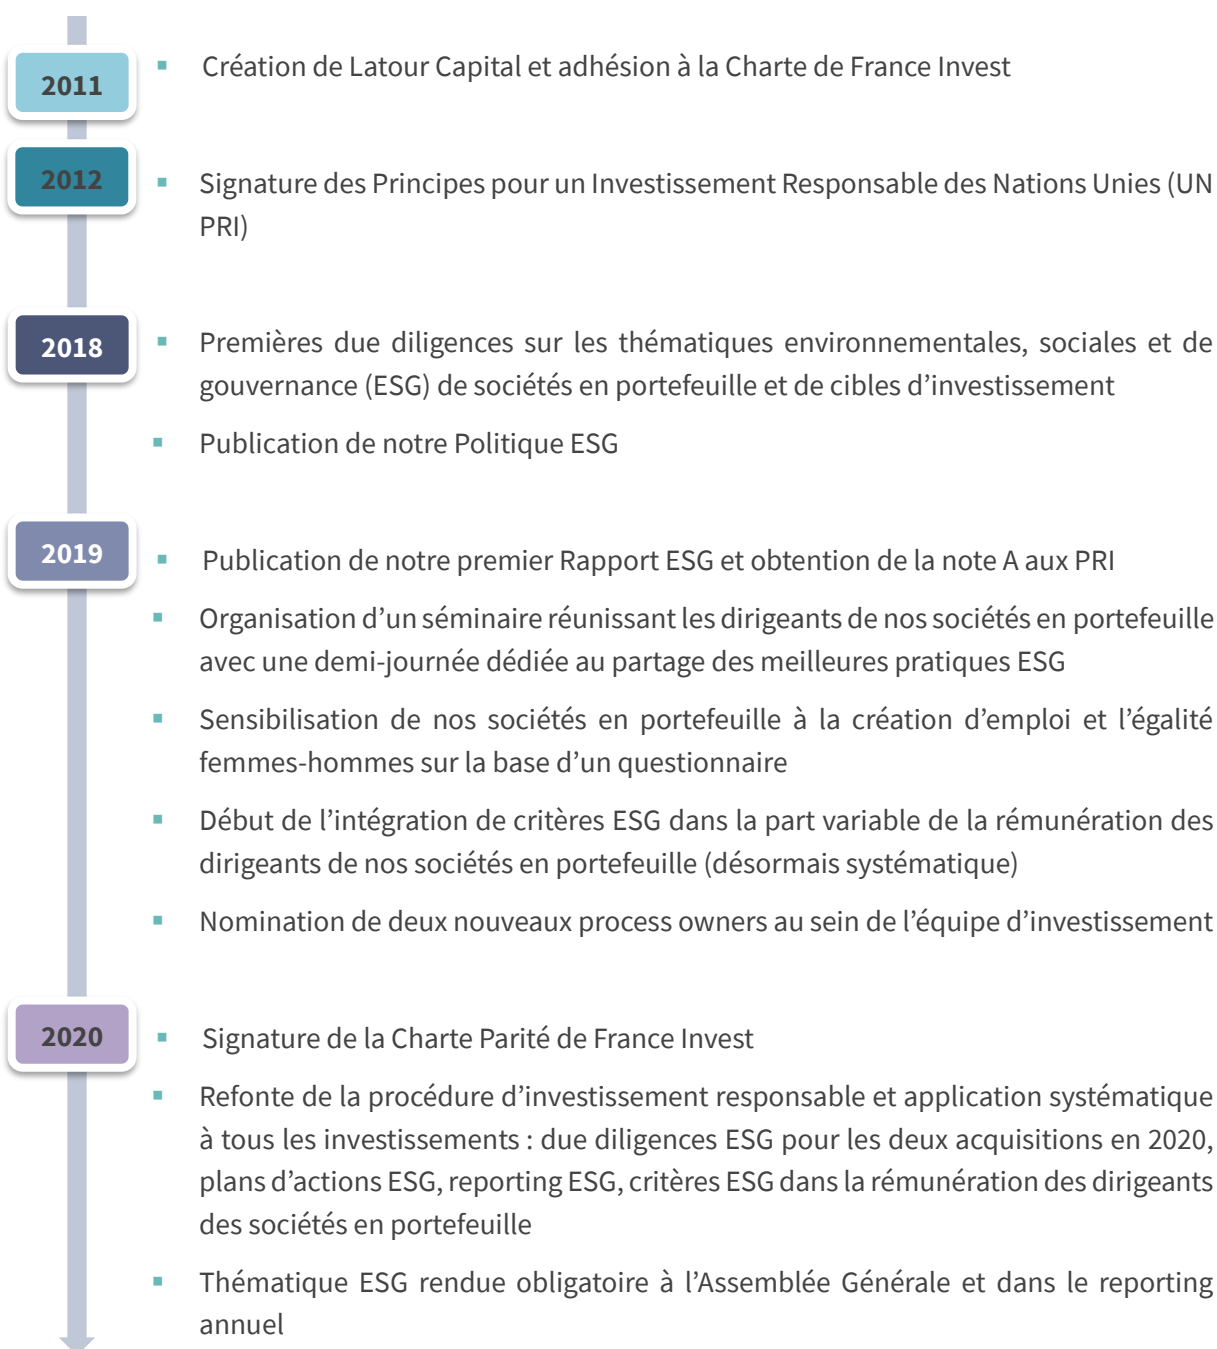 2011
Création de Latour Capital et adhésion à la Charte de France Invest
2012
Signature des Principes pour un Investissement Responsable des Nations Unies (UN
PRI)
2018
Premières due diligences sur les thématiques environnementales, sociales et de
gouvernance (ESG) de sociétés en portefeuille et de cibles d’investissement
Publication de notre Politique ESG
2019
Publication de notre premier Rapport ESG et obtention de la note A aux PRI
Organisation d’un séminaire réunissant les dirigeants de nos sociétés en portefeuille
avec une demi-journée dédiée au partage des meilleures pratiques ESG
Sensibilisation de nos sociétés en portefeuille à la création d’emploi et l’égalité
femmes-hommes sur la base d’un questionnaire
Début de l’intégration de critères ESG dans la part variable de la rémunération des
dirigeants de nos sociétés en portefeuille (désormais systématique)
Nomination de deux nouveaux process owners au sein de l’équipe d’investissement
2020
Signature de la Charte Parité de France Invest
Refonte de la procédure d’investissement responsable et application systématique
à tous les investissements : due diligences ESG pour les deux acquisitions en 2020,
plans d’actions ESG, reporting ESG, critères ESG dans la rémunération des dirigeants
des sociétés en portefeuille
Thématique ESG rendue obligatoire à l’Assemblée Générale et dans le reporting
annuel